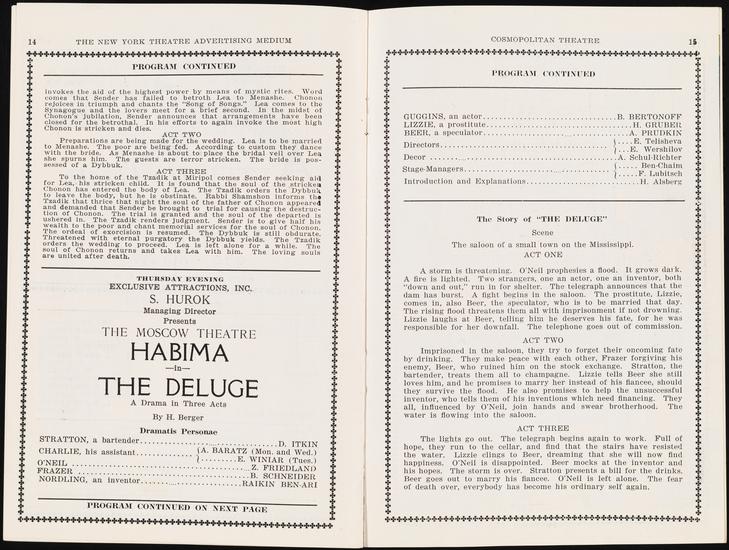 14 THE NEW YORK THEATRE ADVERTISING MEDIUM
PROGRAM CONTINUED
invokes the aid of the highest power by means of mystic rites. Word
comes that Sender has failed to betroth Lea to Menashe. Chonon
rejoices in triumph and chants the "Song of Songs." Lea comes to the
Synagogue and the lovers meet for a brief second. In the midst of
Chonon's Jubilation, Sender announces that arrangements have been
closed for the betrothal. In his efforts to again invoke the most high
Chonon is stricken and dies.
ACT TWO
Preparations are being made for the wedding. Lea is to be married
to Menashe. The poor are being fed. According to custom they dance
with the bride. As Menashe is about to place the bridal veil over Lea
she spurns him. The guests are terror stricken. The bride is pos-
sessed of a Dybbuk.
ACT THREE
To the home of the Tzadik at Miripol comes Sender seeking aid
for Lea, his stricken child. It is found that the soul of the stricken
Chonon has entered the body of Lea. The Tzadik orders the Dybbuk
to leave the body, but he is obstinate. Rabbi Shamshon informs the
Tzadik that thrice that night the soul of the father of Chonon appeared
and demanded that Sender be brought to trial for causing the destruc-
tion of Chonon. The trial is granted and the soul of the departed is
ushered in. The Tzadik renders judgment. Sender is to give half his
wealth to the poor and chant memorial services for the soul of Chonon.
The ordeal of exorcision is resumed. The Dybbuk is still obdurate.
Threatened with eternal purgatory the Dybbuk yields. The Tzadik
orders the wedding to proceed. Lea is left alone for a while. The
soul of Chonon returns and takes Lea with him. The loving souls
are united after death.
THURSDAY EVENING
EXCLUSIVE ATTRACTIONS, INC.
S. HUROK
Managing Director
Presents
THE MOSCOW THEATRE
HABIMA
—in—
THE DELUGE
A Drama in Three Acts
By H. Berger
Dramatis Personae
STRATTON, a bartender D. ITKIN
CHARLIE, his assistant {A. BARATZ (Mon. and Wed.)
} E. WINIAR (Tues.)
O'NEIL Z. FRIEDLAND
FRAZER B. SCHNEIDER
NORDLING, an inventor RAIKIN BEN-ARI
PROGRAM CONTINUED ON NEXT PAGE
COSMOPOLITAN THEATRE 15
PROGRAM CONTINUED
GUGGINS, an actor B. BERTONOFF
LIZZIE, a prostitute H. GRUBER
BEER, a speculator A. PRUDKIN
Directors } E. Telisheva
} E. Wershilov
Decor A. Schul-Richter
Stage-Managers } Ben-Chaim
} F. Lubitsch
Introduction and Explanations H. Alsberg
The Story of "THE DELUGE"
Scene
The saloon of a small town on the Mississippi.
ACT ONE
A storm is threatening. O'Neil prophesies a flood. It grows dark.
A fire is lighted. Two strangers, one an actor, one an inventor, both
"down and out," run in for shelter. The telegraph announces that the
dam has burst. A fight begins in the saloon. The prostitute, Lizzie,
comes in, also Beer, the speculator, who is to be married that day.
The rising flood threatens them all with imprisonment if not drowning.
Lizzie laughs at Beer, telling him he deserves his fate, for he was
responsible for her downfall. The telephone goes out of commission.
ACT TWO
Imprisoned in the saloon, they try to forget their oncoming fate
by drinking. They make peace with each other, Frazer forgiving his
enemy, Beer, who ruined him on the stock exchange. Stratton, the
bartender, treats them all to champagne. Lizzie tells Beer she still
loves him, and he promises to marry her instead of his fiancee, should
they survive the flood. He also promises to help the unsuccessful
inventor, who tells them of his inventions which need financing. They
all, influenced by O'Neil, join hands and swear brotherhood. The
water is flowing into the saloon.
ACT THREE
The lights go out. The telegraph begins again to work. Full of
hope, they run to the cellar, and find that the stairs have resisted
the water. Lizzie clings to Beer, dreaming that she will now find
happiness. O'Neil is disappointed. Beer mocks at the inventor and
his hopes. The storm is over. Stratton presents a bill for the drinks.
Beer goes out to marry his fiancee. O'Neil is left alone. The fear
of death over, everybody has become his ordinary self again.